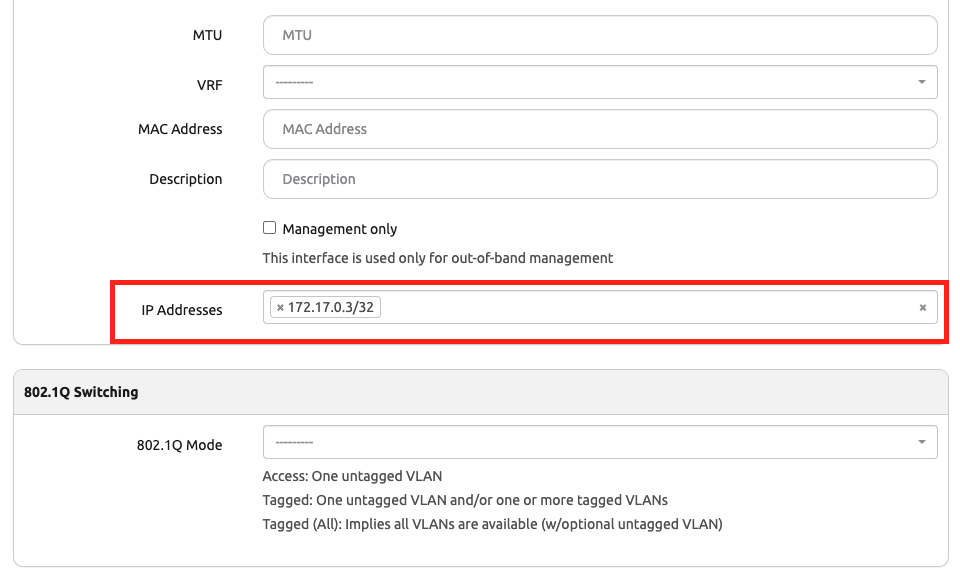 MTU MTU
VRF ---------
MAC Address MAC Address
Description Description
Management only
This interface is used only for out-of-band management
IP Addresses × 172.17.0.3/32 ×
802.1Q Switching
802.1Q Mode ---------
Access: One untagged VLAN
Tagged: One untagged VLAN and/or one or more tagged VLANs
Tagged (All): Implies all VLANs are available (w/optional untagged VLAN)